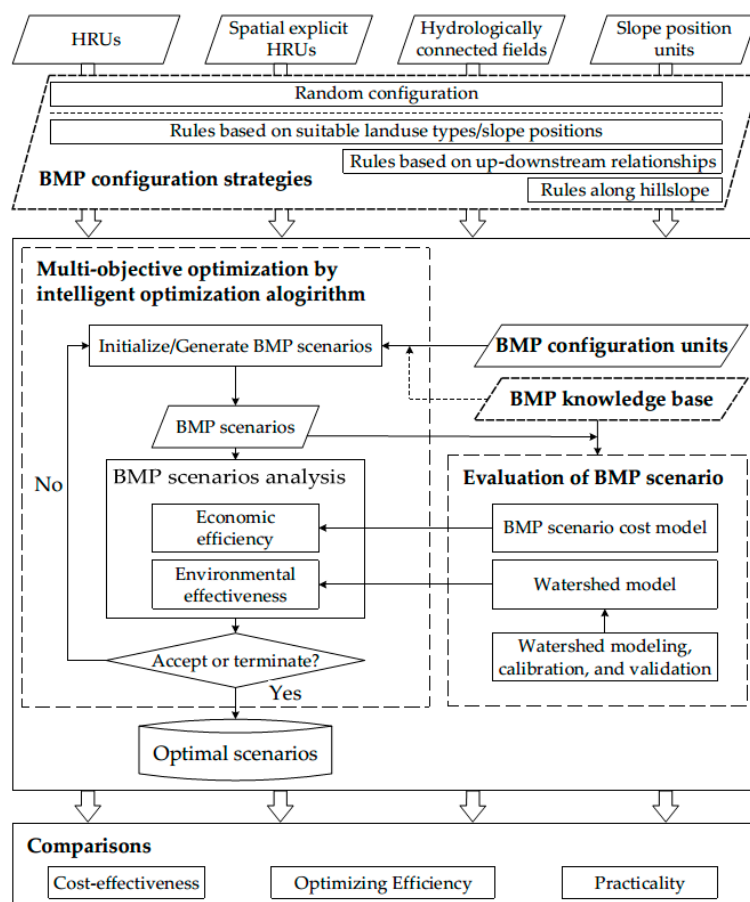 HRUs
Spatial explicit
HRUs
Hydrologically
connected fields
Slope position
units
Random configuration
Rules based on suitable landuse types/slope positions
Rules based on up-downstream relationships
BMP configuration strategies
Rules along hillslope
Multi-objective optimization by
intelligent optimization alogirithm
Initialize/Generate BMP scenarios
BMP configuration units
BMP knowledge base
BMP scenarios
No
BMP scenarios analysis
Evaluation of BMP scenario
Economic
efficiency
BMP scenario cost model
Environmental
effectiveness
Watershed model
Watershed modeling,
calibration, and validation
Accept or terminate?
Yes
Optimal scenarios
Comparisons
Cost-effectiveness
Optimizing Efficiency
Practicality